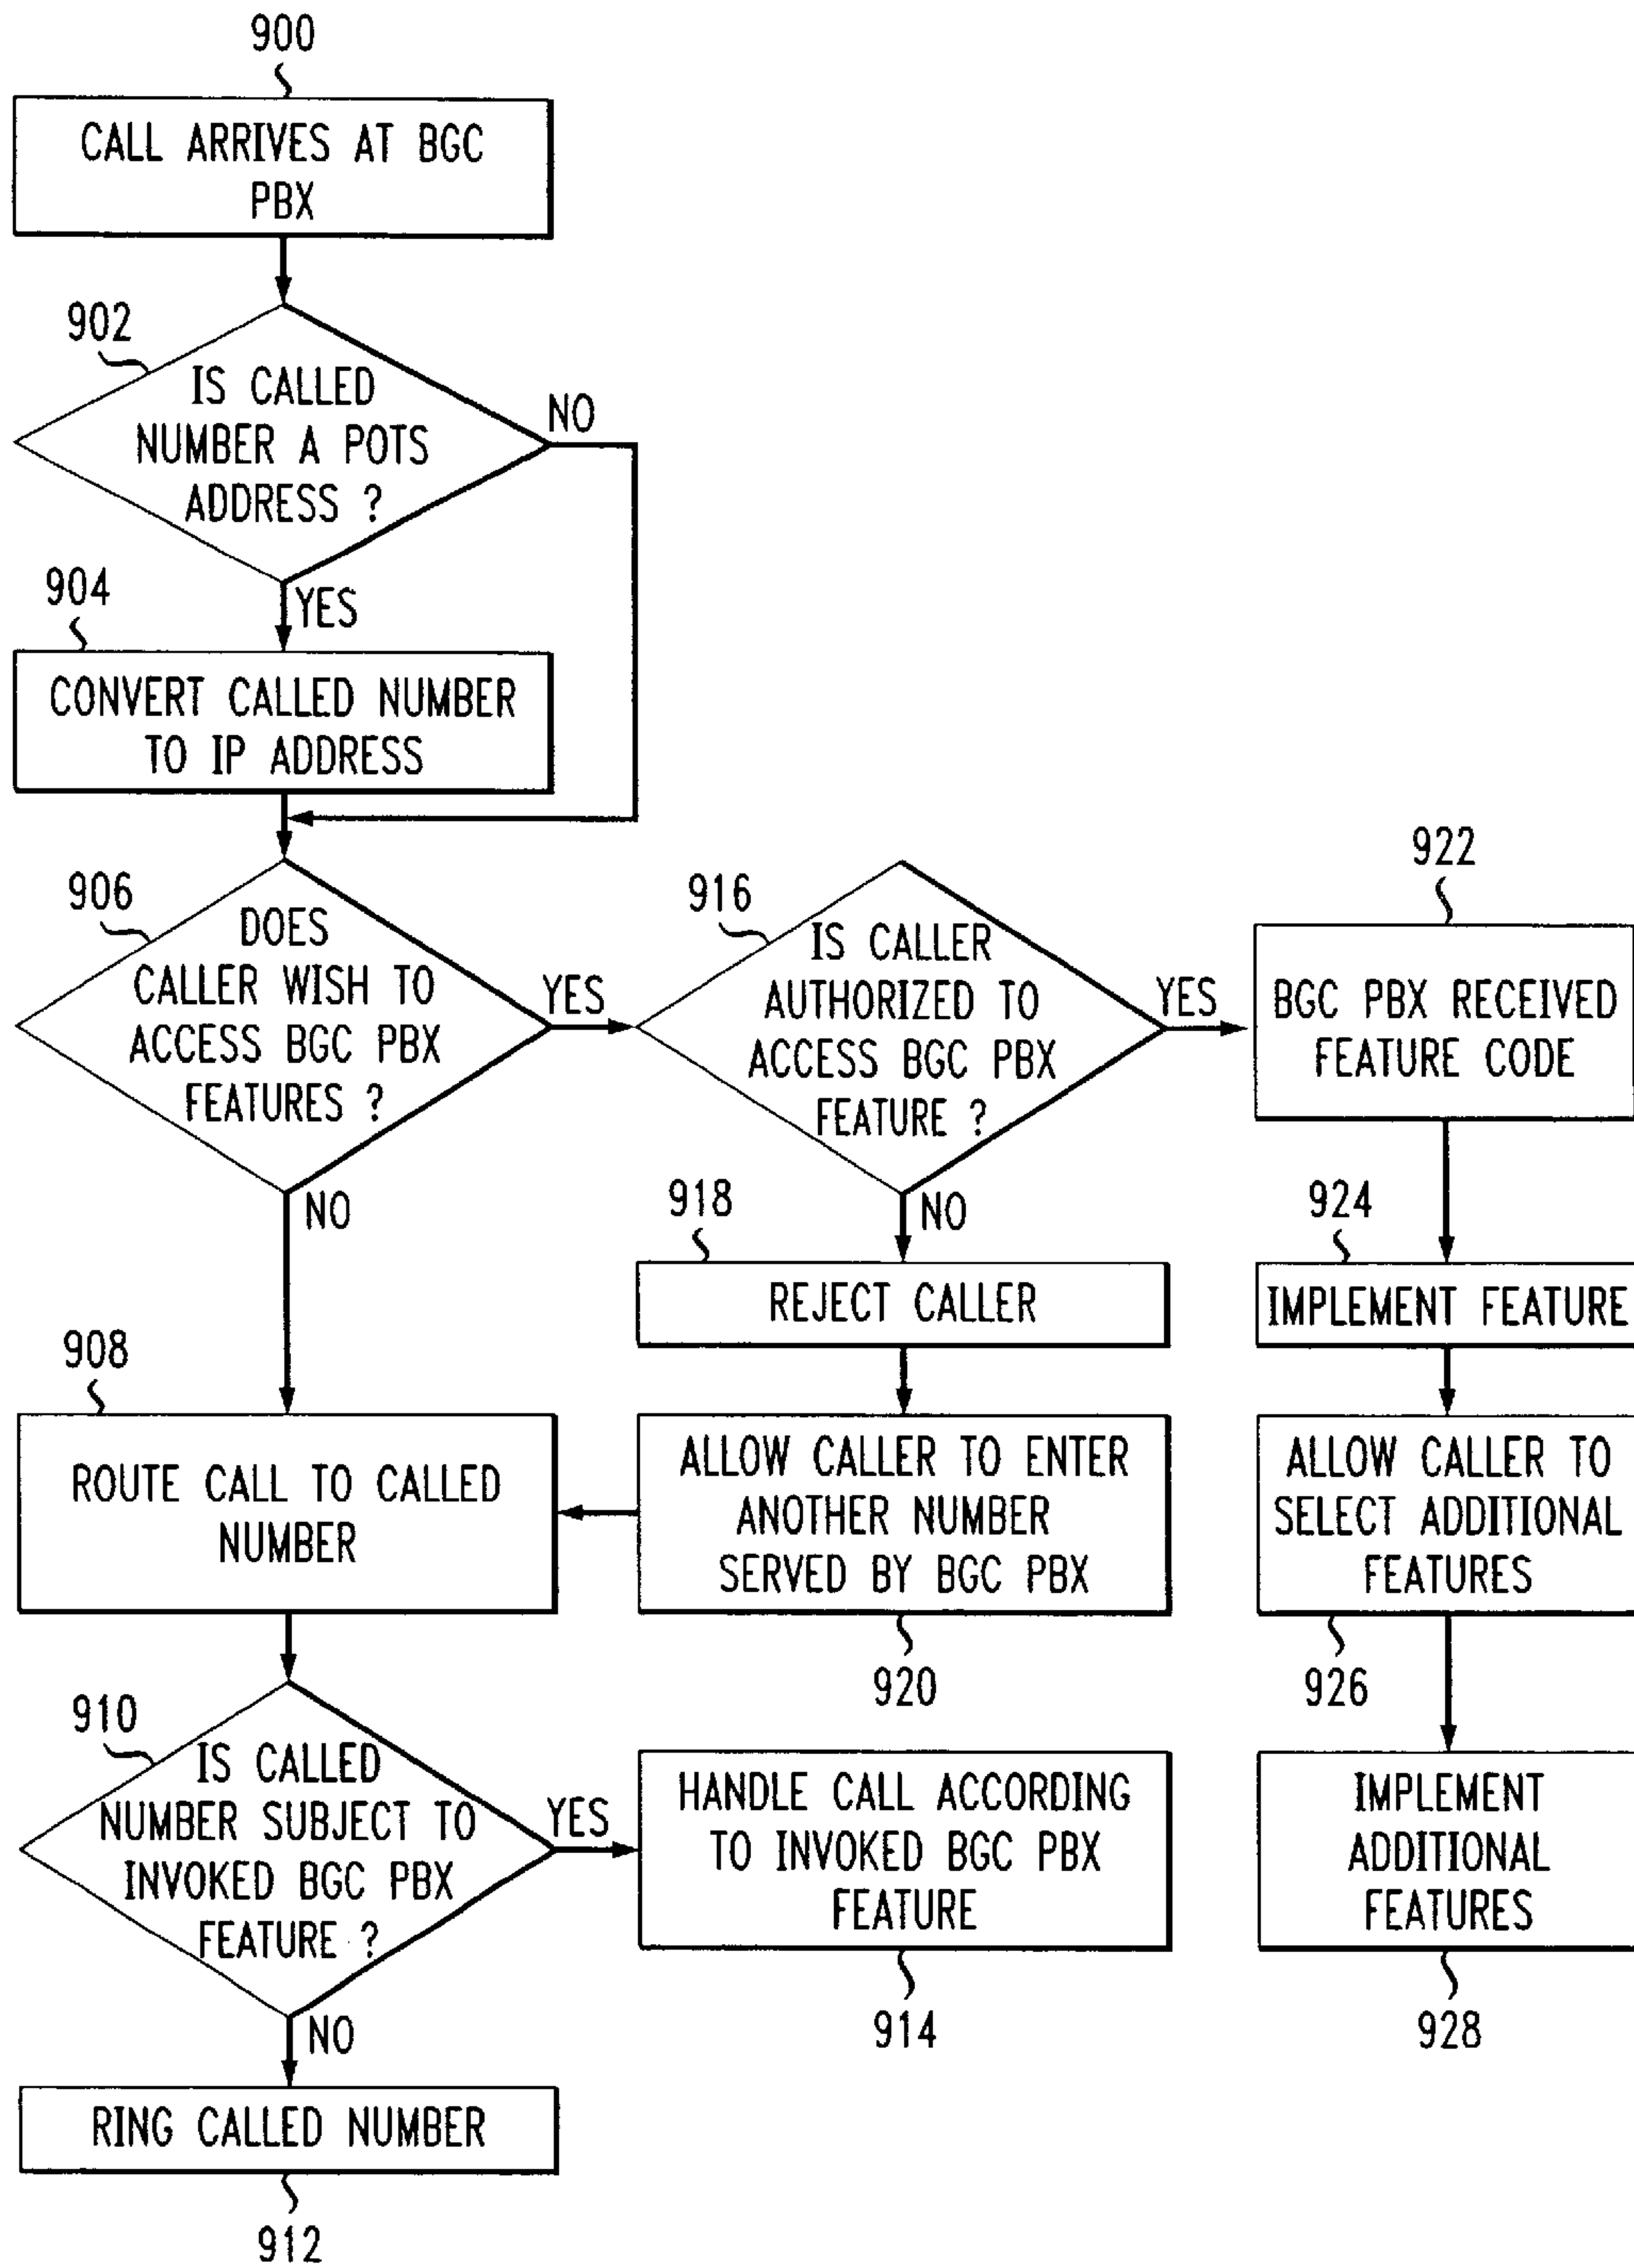 900
CALL ARRIVES AT BGC
PBX
902
IS CALLED
NUMBER A POTS
ADDRESS ?
NO
YES
904
CONVERT CALLED NUMBER
TO IP ADDRESS
906
DOES
CALLER WISH TO
ACCESS BGC PBX
FEATURES ?
YES
NO
916
IS CALLER
AUTHORIZED TO
ACCESS BGC PBX
FEATURE ?
YES
NO
922
BGC PBX RECEIVED
FEATURE CODE
918
REJECT CALLER
924
IMPLEMENT FEATURE
908
ROUTE CALL TO CALLED
NUMBER
ALLOW CALLER TO ENTER
ANOTHER NUMBER
SERVED BY BGC PBX
920
ALLOW CALLER TO
SELECT ADDITIONAL
FEATURES
926
910
IS CALLED
NUMBER SUBJECT TO
INVOKED BGC PBX
FEATURE ?
YES
NO
HANDLE CALL ACCORDING
TO INVOKED BGC PBX
FEATURE
914
IMPLEMENT
ADDITIONAL
FEATURES
928
RING CALLED NUMBER
912